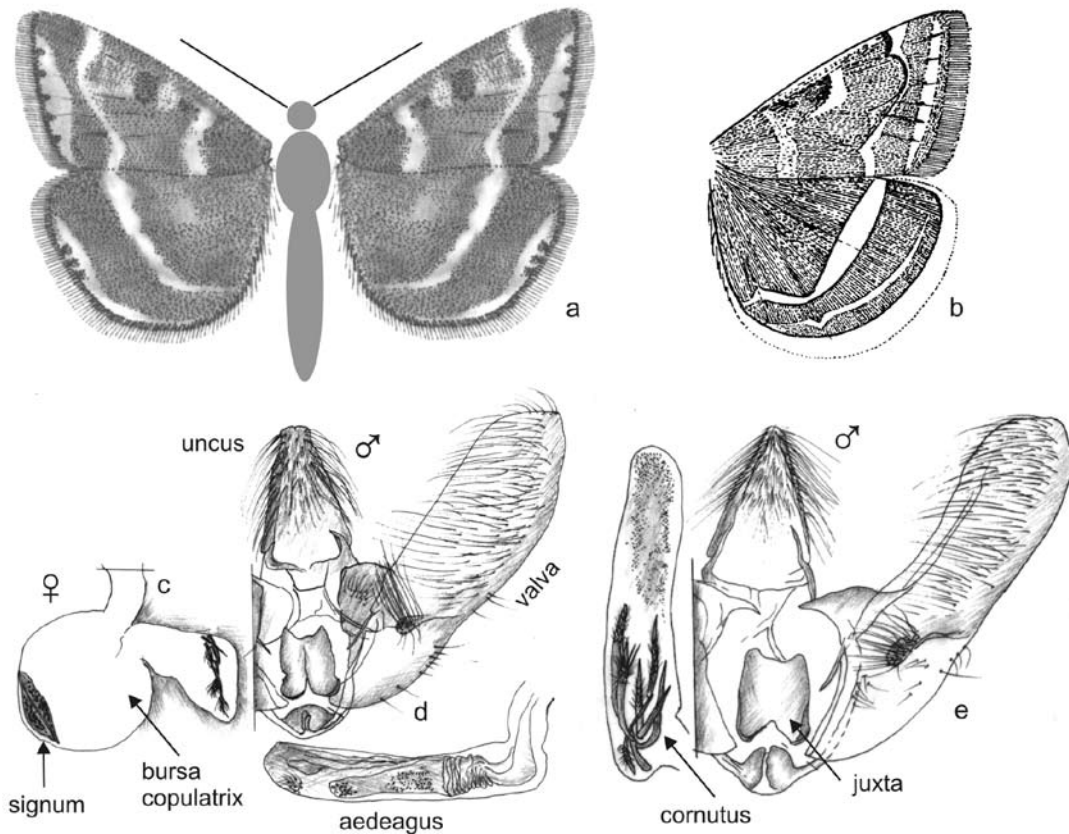 a
b
uncus
♂
♂
♀
c
valva
d
e
signum
bursa
copulatrix
aedeagus
cornutus
juxta